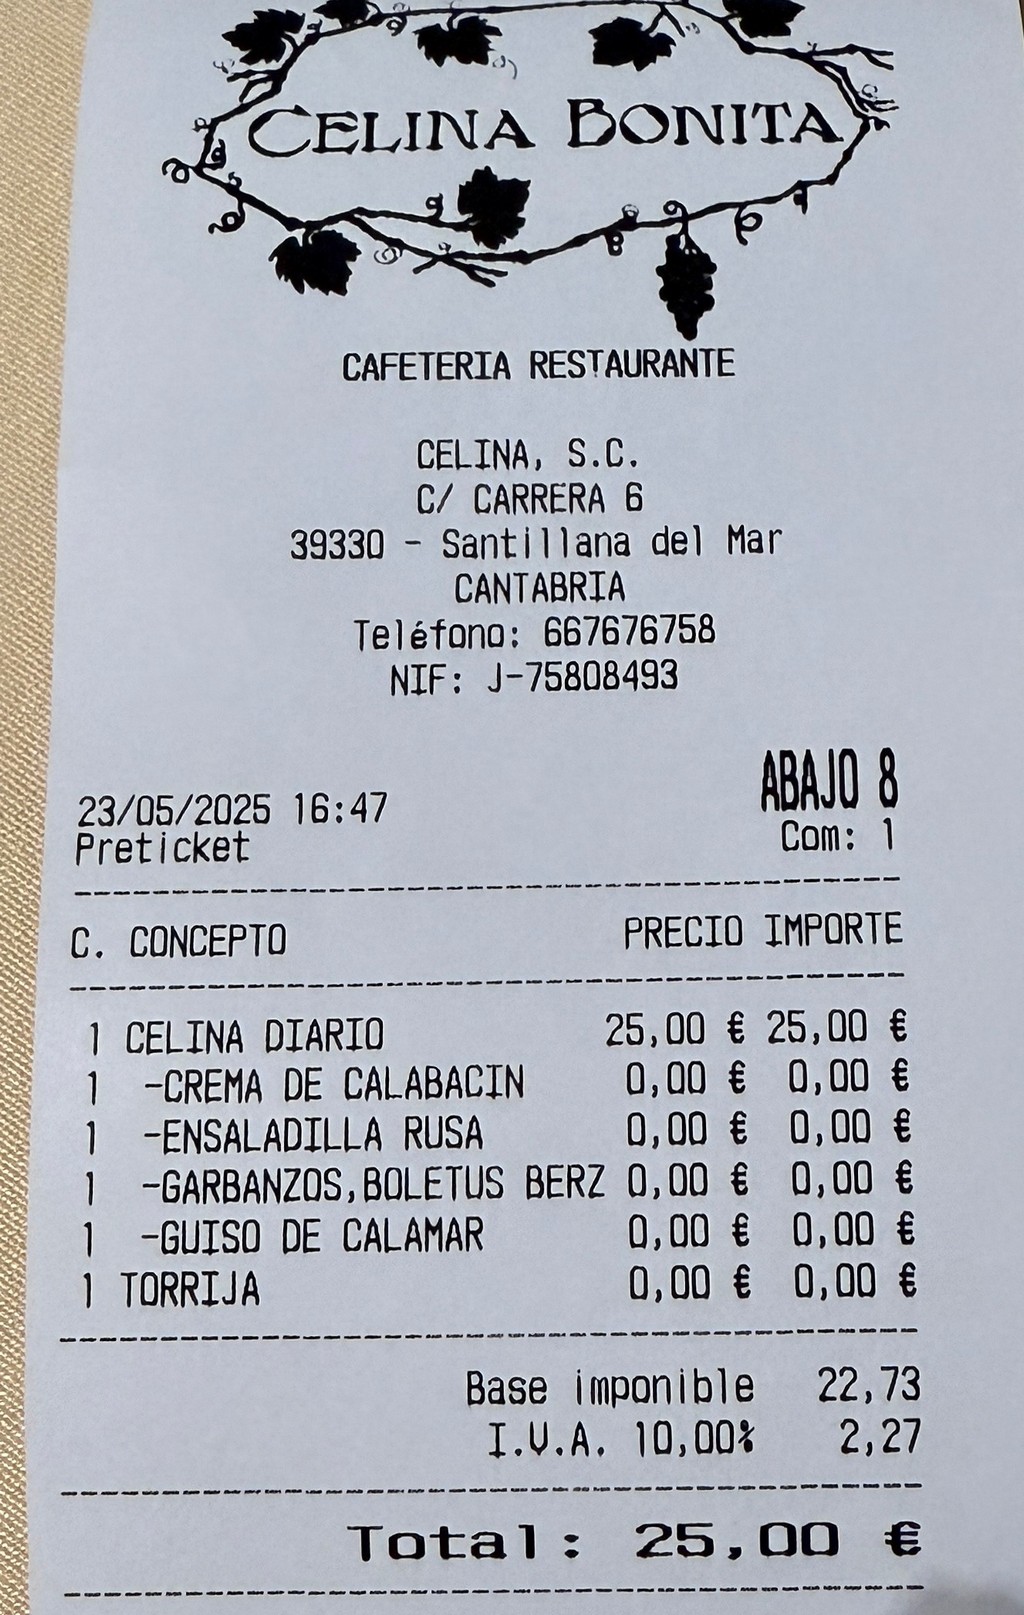 CELINA BONITA
CAFETERIA RESTAURANTE
CELINA, S.C.
C/ CARRERA 6
39330 - Santillana del Mar
CANTABRIA
Teléfono: 667676758
NIF: J-75808493
ABAJO 8
23/05/2025 16:47
Com: 1
Preticket
C. CONCEPTO PRECIO IMPORTE
1 CELINA DIARIO 25,00 € 25,00 €
1 -CREMA DE CALABACIN 0,00 € 0,00 €
1 -ENSALADILLA RUSA 0,00 € 0,00 €
1 -GARBANZOS,BOLETUS BERZ 0,00 € 0,00 €
1 -GUISO DE CALAMAR 0,00 € 0,00 €
1 TORRIJA 0,00 € 0,00 €
Base imponible 22,73
I.V.A. 10,00% 2,27
Total: 25,00 €